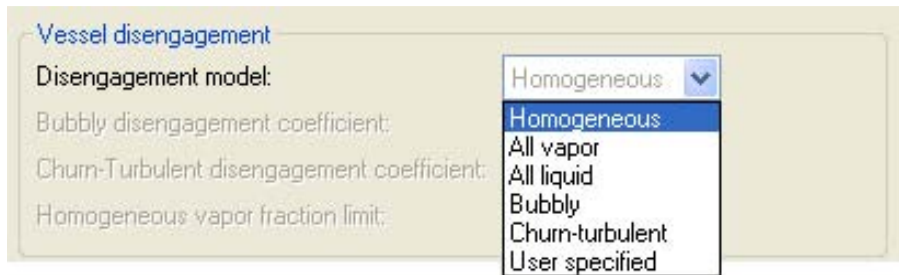 Vessel disengagement
Disengagement model: Homogeneous
Bubbly disengagement coefficient:
Churn-Turbulent disengagement coefficient:
Homogeneous vapor fraction limit:
Homogeneous
All vapor
All liquid
Bubbly
Churn-turbulent
User specified